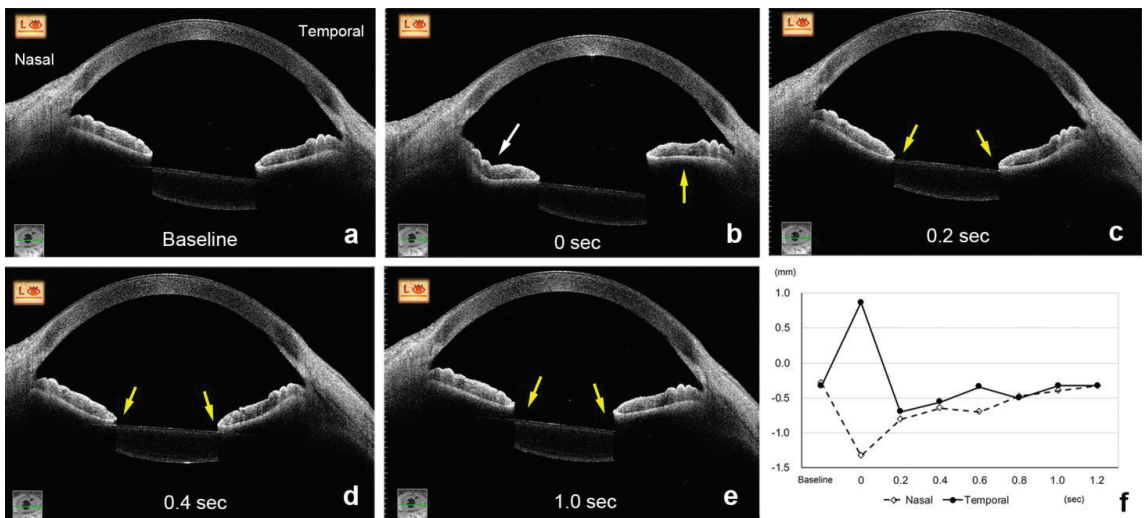 L
Nasal
Temporal
Baseline
a
L
0 sec
b
L
0.2 sec
c
L
0.4 sec
d
L
1.0 sec
e
(mm)
1.0
0.5
0.0
-0.5
-1.0
-1.5
Baseline 0 0.2 0.4 0.6 0.8 1.0 1.2
Nasal Temporal (sec)
f